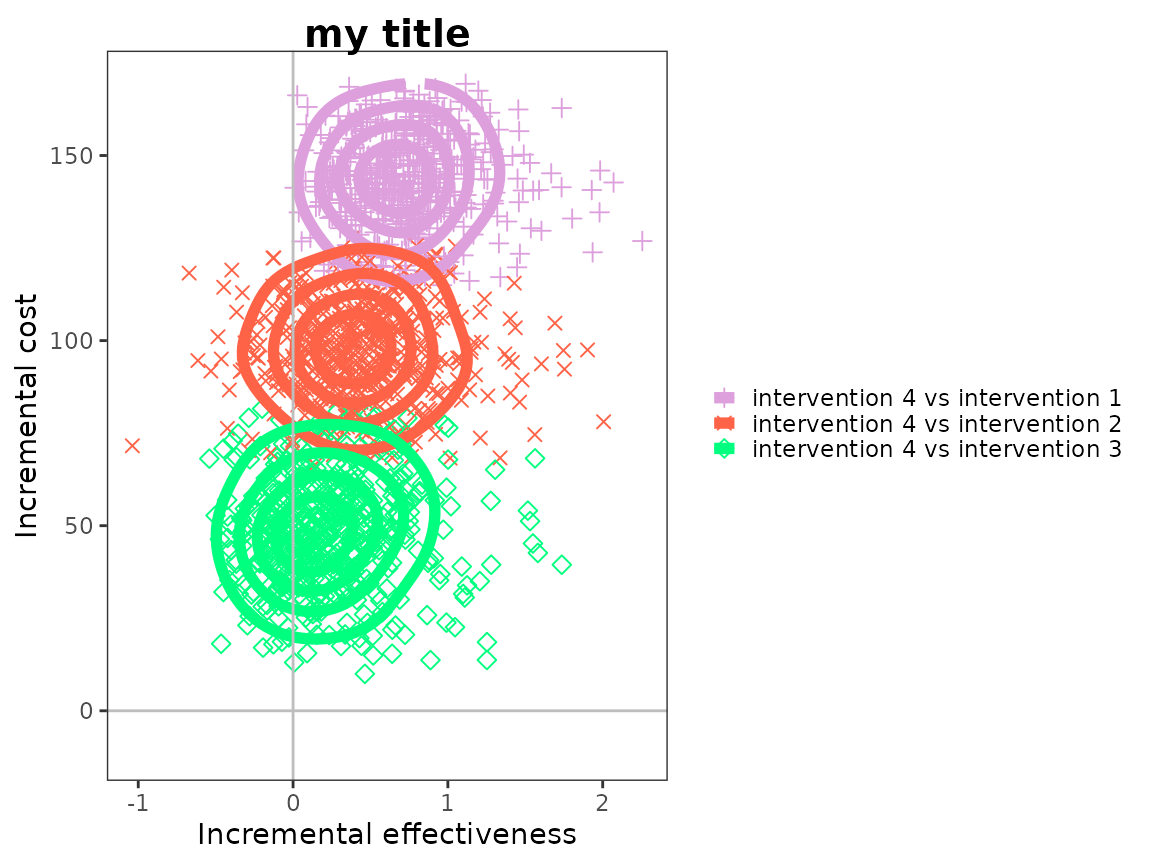 my title
Incremental cost
150
100
50
0
-1 0 1 2
Incremental effectiveness
intervention 4 vs intervention 1
intervention 4 vs intervention 2
intervention 4 vs intervention 3